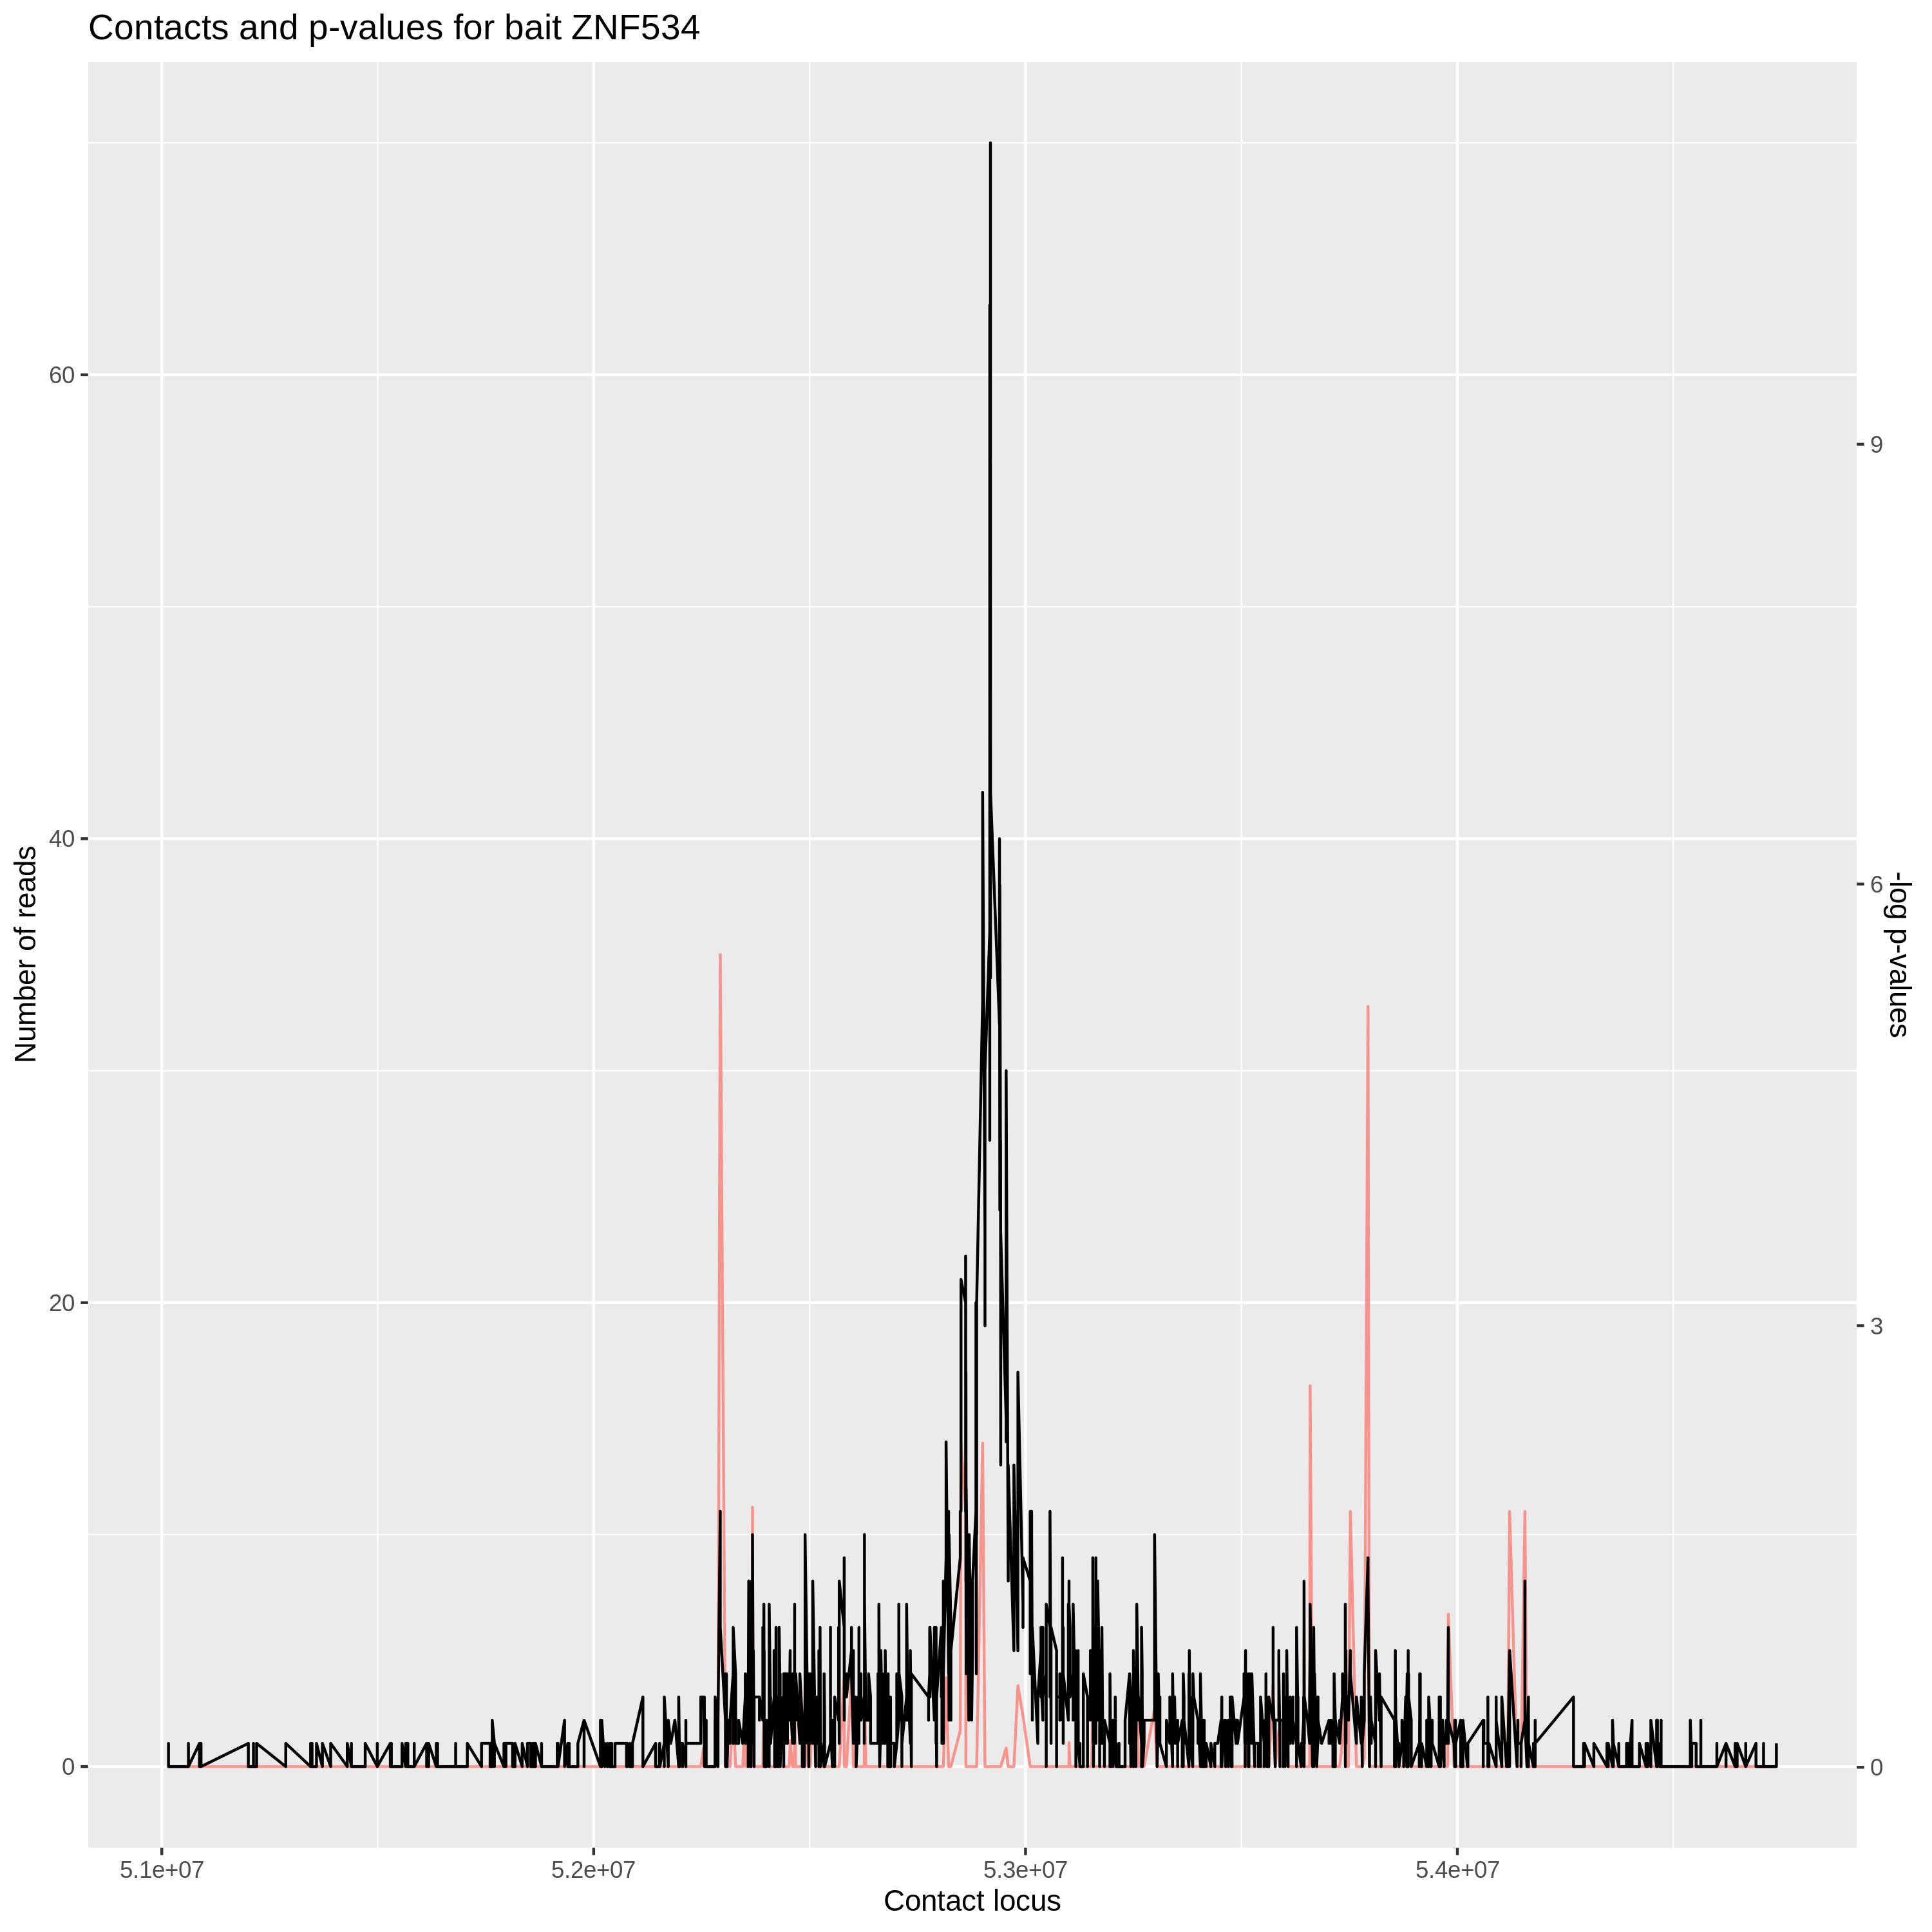 Contacts and p-values for bait ZNF534
Number of reads
60
40
20
0
9
6
3
0
-log p-values
5.1e+07 5.2e+07 5.3e+07 5.4e+07
Contact locus